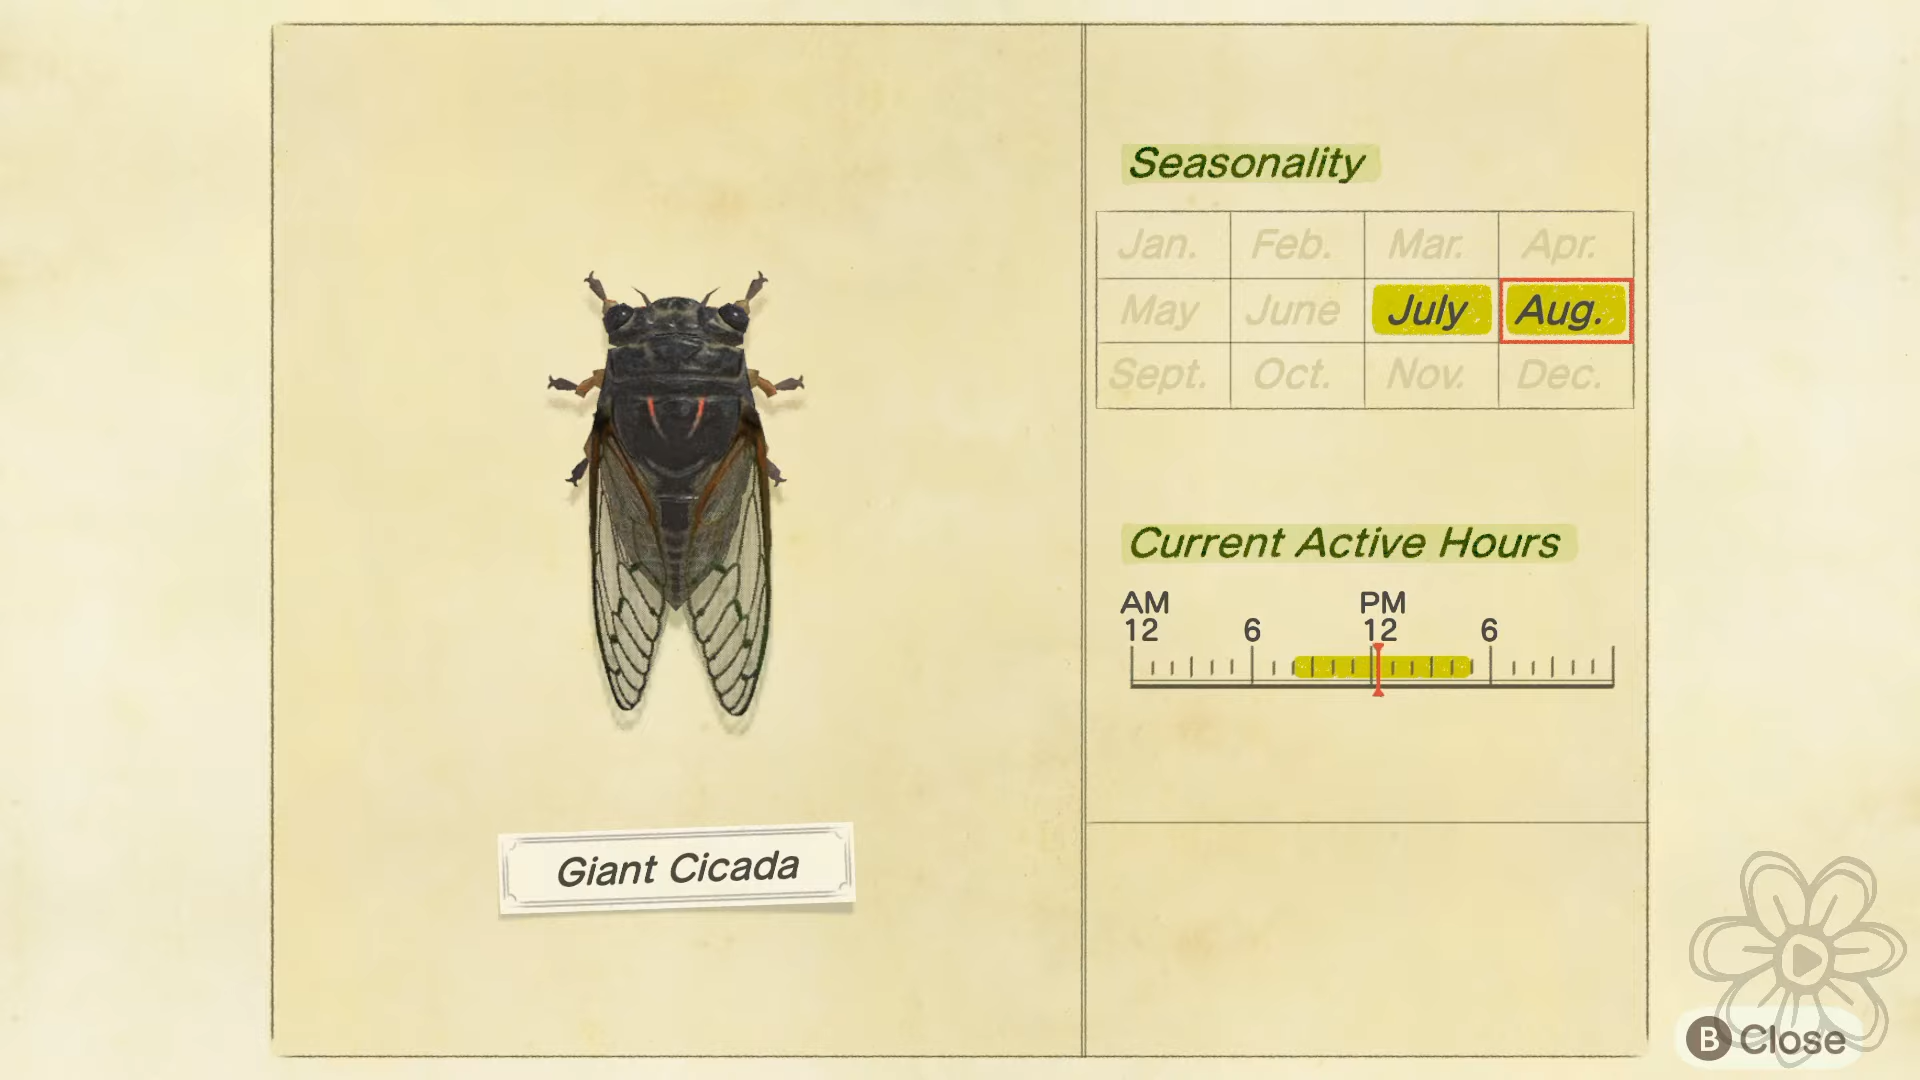 Seasonality
Jan. Feb. Mar. Apr.
May June July Aug.
Sept. Oct. Nov. Dec.
Current Active Hours
AM PM
12 6 12 6
Giant Cicada
B Close